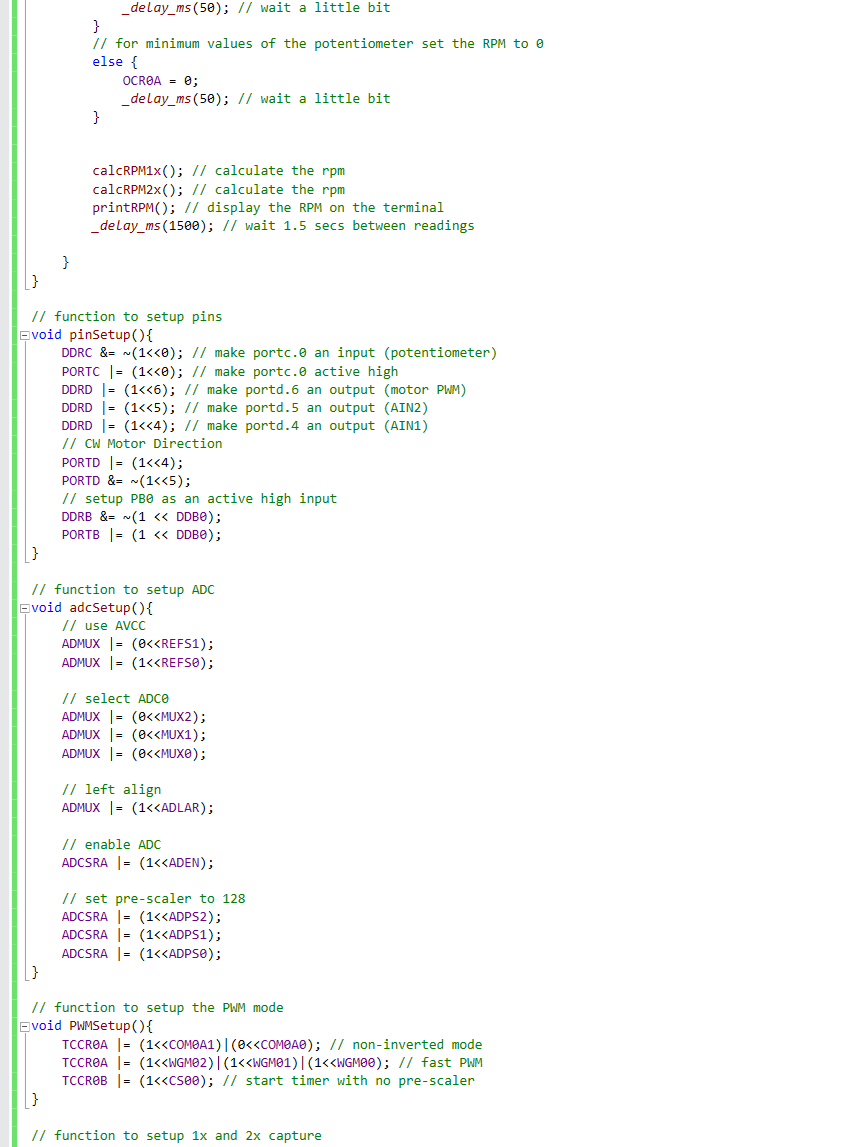 _delay_ms(50); // wait a little bit
}
// for minimum values of the potentiometer set the RPM to 0
else {
OCR0A = 0;
_delay_ms(50); // wait a little bit
}
calcRPM1x(); // calculate the rpm
calcRPM2x(); // calculate the rpm
printRPM(); // display the RPM on the terminal
_delay_ms(1500); // wait 1.5 secs between readings
}
}
// function to setup pins
void pinSetup(){
DDRC &= ~(1<<0); // make portc.0 an input (potentiometer)
PORTC |= (1<<0); // make portc.0 active high
DDRD |= (1<<6); // make portd.6 an output (motor PWM)
DDRD |= (1<<5); // make portd.5 an output (AIN2)
DDRD |= (1<<4); // make portd.4 an output (AIN1)
// CW Motor Direction
PORTD |= (1<<4);
PORTD &= ~(1<<5);
// setup PB0 as an active high input
DDRB &= ~(1 << DDB0);
PORTB |= (1 << DDB0);
}
// function to setup ADC
void adcSetup(){
// use AVCC
ADMUX |= (0<<REFS1);
ADMUX |= (1<<REFS0);
// select ADC0
ADMUX |= (0<<MUX2);
ADMUX |= (0<<MUX1);
ADMUX |= (0<<MUX0);
// left align
ADMUX |= (1<<ADLAR);
// enable ADC
ADCSRA |= (1<<ADEN);
// set pre-scaler to 128
ADCSRA |= (1<<ADPS2);
ADCSRA |= (1<<ADPS1);
ADCSRA |= (1<<ADPS0);
}
// function to setup the PWM mode
void PWMSetup(){
TCCR0A |= (1<<COM0A1)|(0<<COM0A0); // non-inverted mode
TCCR0A |= (1<<WGM02)|(1<<WGM01)|(1<<WGM00); // fast PWM
TCCR0B |= (1<<CS00); // start timer with no pre-scaler
}
// function to setup 1x and 2x capture